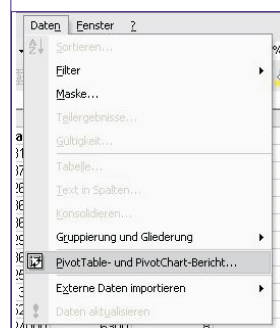 Daten Fenster ?
Sortieren...
Filter
Maske...
Teilergebnisse...
Gültigkeit...
Tabelle...
Text in Spalten...
Konsolidieren...
Gruppierung und Gliederung
PivotTable- und PivotChart-Bericht...
Externe Daten importieren
Daten aktualisieren